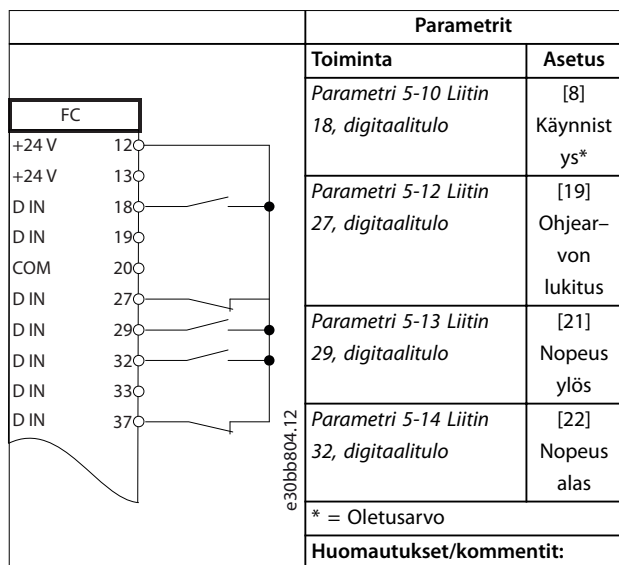 FC
+24 V 12
+24 V 13
D IN 18
D IN 19
COM 20
D IN 27
D IN 29
D IN 32
D IN 33
D IN 37
e30bb804.12
Parametrit
Toiminta Asetus
Parametri 5-10 Liitin
18, digitaalitulo
[8]
Käynnist
ys*
Parametri 5-12 Liitin
27, digitaalitulo
[19]
Ohjear–
von
lukitus
Parametri 5-13 Liitin
29, digitaalitulo
[21]
Nopeus
ylös
Parametri 5-14 Liitin
32, digitaalitulo
[22]
Nopeus
alas
* = Oletusarvo
Huomautukset/kommentit: